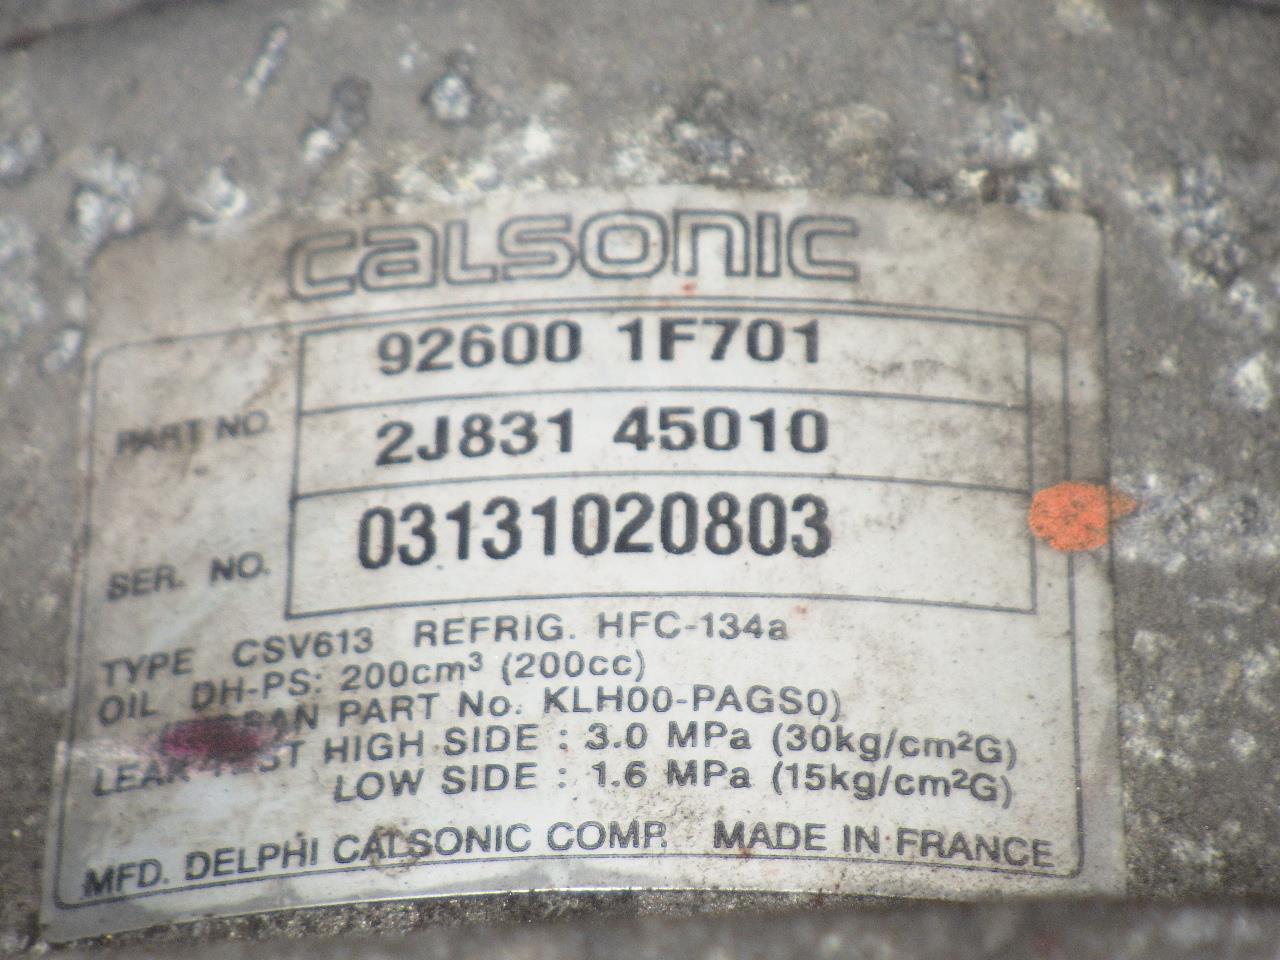 CALSONIC
92600 1F701
PART NO. 2J831 45010
SER. NO. 03131020803
TYPE CSV613 REFRIG. HFC-134a
OIL DH-PS: 200cm³ (200cc)
PART No. KLH00-PAGS0)
LEAK TEST HIGH SIDE : 3.0 MPa (30kg/cm²G)
LOW SIDE : 1.6 MPa (15kg/cm²G)
MFD. DELPHI CALSONIC COMP. MADE IN FRANCE